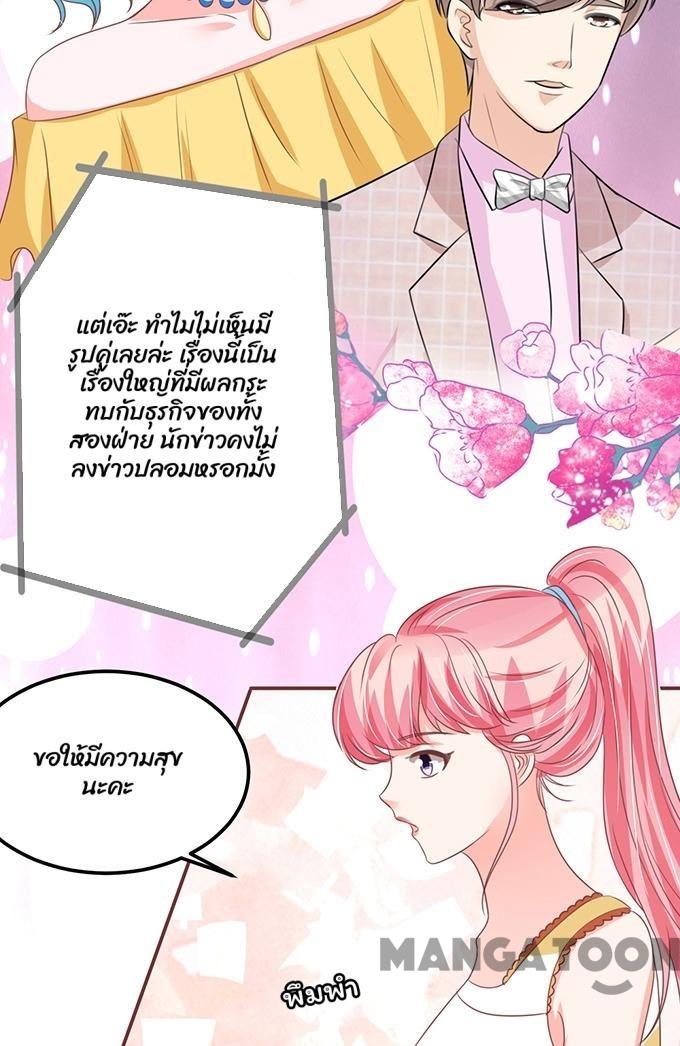 แต่เอ๊ะ ทำไมไม่เห็นมี
รูปคู่เลยล่ะ เรื่องนี้เป็น
เรื่องใหญ่ที่มีผลกระ
ทบกับธุรกิจของทั้ง
สองฝ่าย นักข่าวคงไม่
ลงข่าวปลอมหรอกมั้ง
ขอให้มีความสุข
นะคะ
MANGATOON
พึมพำ